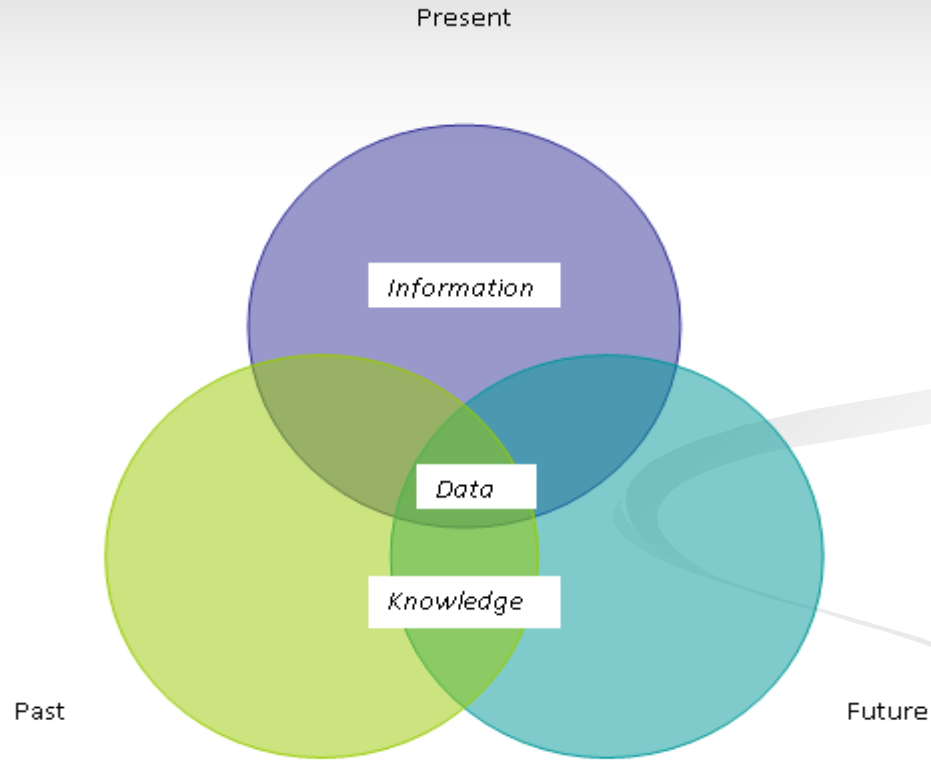 Present
Information
Data
Knowledge
Past
Future